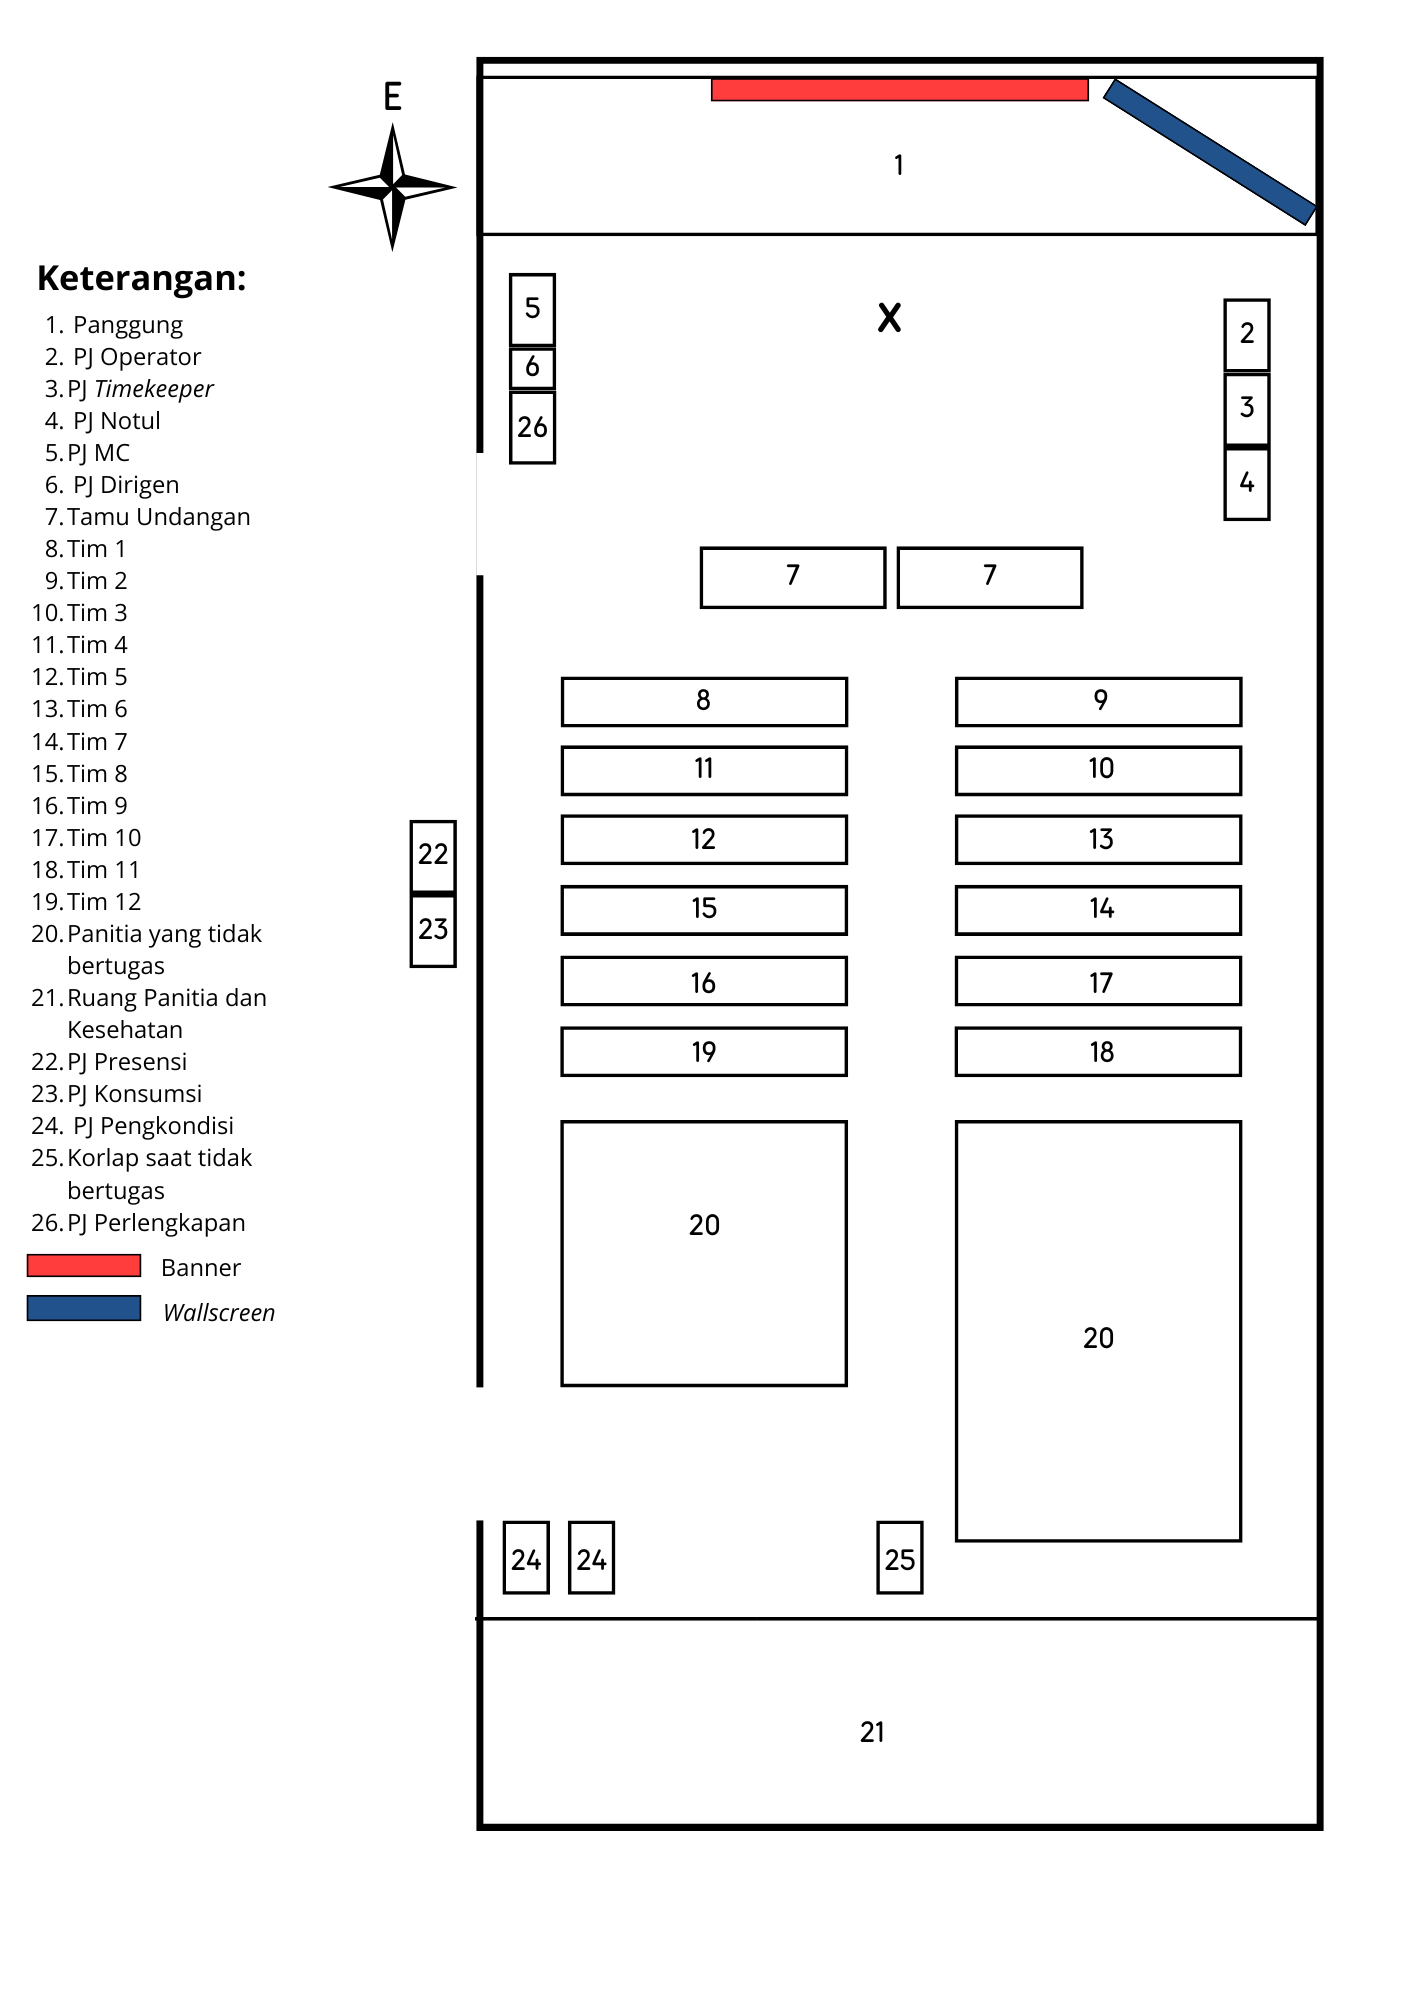 E
Keterangan:
1. Panggung
2. PJ Operator
3. PJ Timekeeper
4. PJ Notul
5. PJ MC
6. PJ Dirigen
7. Tamu Undangan
8. Tim 1
9. Tim 2
10. Tim 3
11. Tim 4
12. Tim 5
13. Tim 6
14. Tim 7
15. Tim 8
16. Tim 9
17. Tim 10
18. Tim 11
19. Tim 12
20. Panitia yang tidak
bertugas
21. Ruang Panitia dan
Kesehatan
22. PJ Presensi
23. PJ Konsumsi
24. PJ Pengkondisi
25. Korlap saat tidak
bertugas
26. PJ Perlengkapan
Banner
Wallscreen
1
5
X
2
6
3
26
4
7 7
8 9
11 10
12 13
22
15 14
23
16 17
19 18
20
20
24 24 25
21